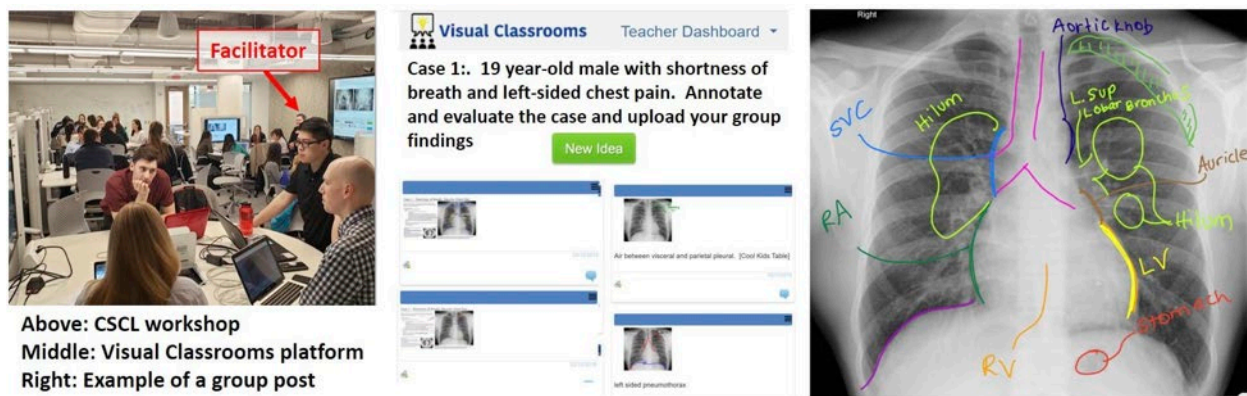 Facilitator
Above: CSCL workshop
Middle: Visual Classrooms platform
Right: Example of a group post
Visual Classrooms
Teacher Dashboard
Case 1:. 19 year-old male with shortness of
breath and left-sided chest pain. Annotate
and evaluate the case and upload your group
findings
New Idea
Air between visceral and parietal pleural. [Cool Kids Table]
left sided pneumothorax
Right
Aortic knob
L. Sup
Lobar Bronchus
Hilum
SVC
Auricle
RA
Hilum
LV
Stomach
RV